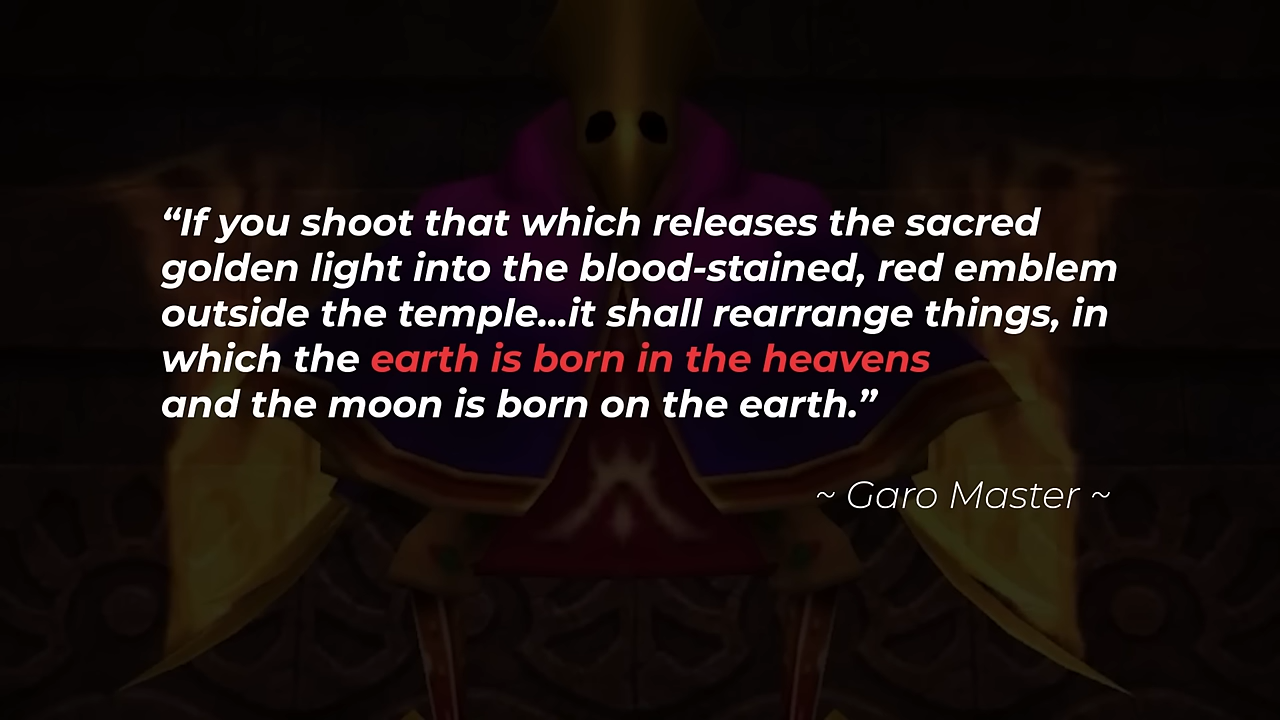 “If you shoot that which releases the sacred
golden light into the blood-stained, red emblem
outside the temple...it shall rearrange things, in
which the earth is born in the heavens
and the moon is born on the earth.”
~ Garo Master ~